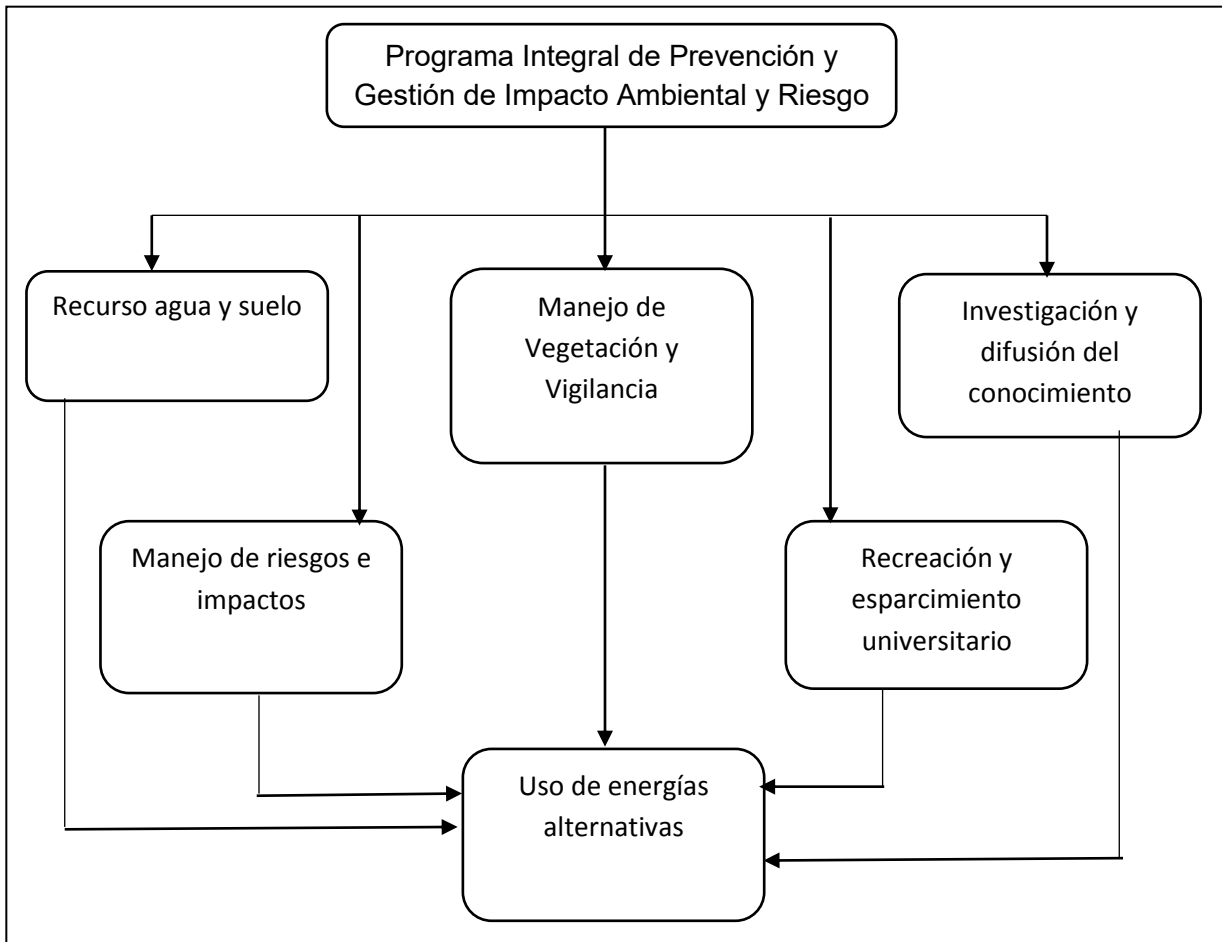 Programa Integral de Prevención y
Gestión de Impacto Ambiental y Riesgo
Recurso agua y suelo
Manejo de
Vegetación y
Vigilancia
Investigación y
difusión del
conocimiento
Manejo de riesgos e
impactos
Recreación y
esparcimiento
universitario
Uso de energías
alternativas